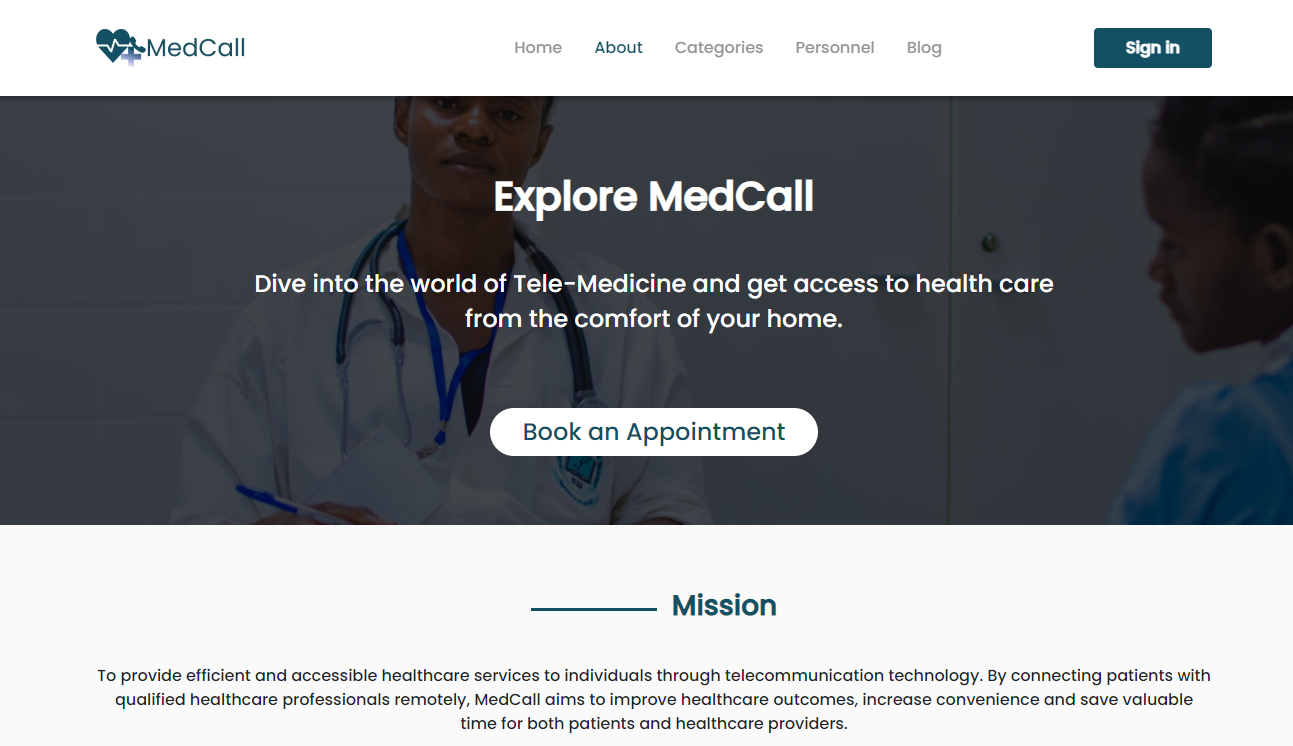 MedCall
Home
About
Categories
Personnel
Blog
Sign in
Explore MedCall
Dive into the world of Tele-Medicine and get access to health care
from the comfort of your home.
Book an Appointment
Mission
To provide efficient and accessible healthcare services to individuals through telecommunication technology. By connecting patients with
qualified healthcare professionals remotely, MedCall aims to improve healthcare outcomes, increase convenience and save valuable
time for both patients and healthcare providers.